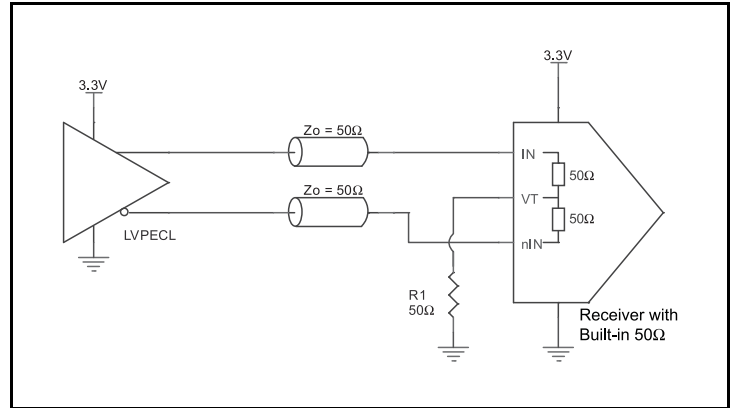 3.3V
3.3V
Zo = 50Ω
IN
50Ω
Zo = 50Ω
VT
50Ω
nIN
LVPECL
R1
50Ω
Receiver with
Built-in 50Ω